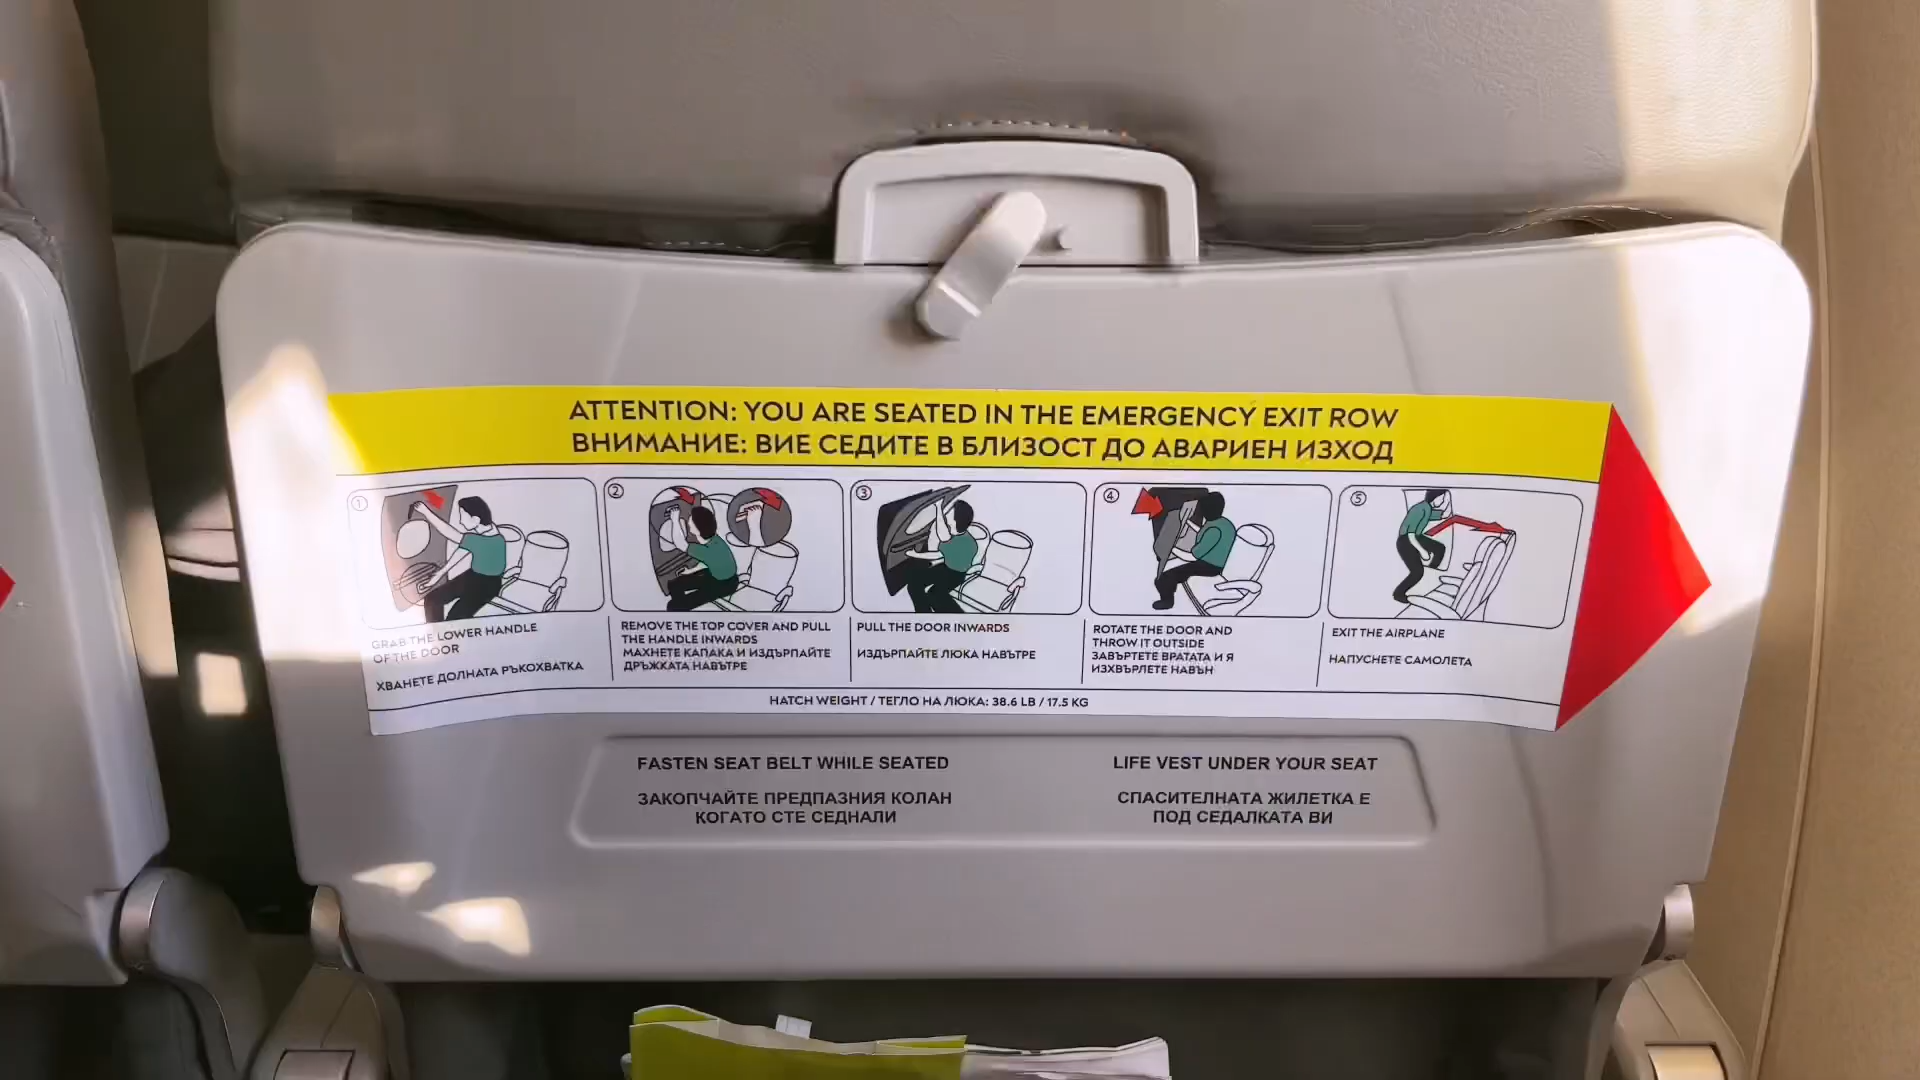 ATTENTION: YOU ARE SEATED IN THE EMERGENCY EXIT ROW
ВНИМАНИЕ: ВИЕ СЕДИТЕ В БЛИЗОСТ ДО АВАРИЕН ИЗХОД
1
GRAB THE LOWER HANDLE
OF THE DOOR
ХВАНЕТЕ ДОЛНАТА РЪКОХВАТКА
2
REMOVE THE TOP COVER AND PULL
THE HANDLE INWARDS
МАХНЕТЕ КАПАКА И ИЗДЪРПАЙТЕ
ДРЪЖКАТА НАВЪТРЕ
3
PULL THE DOOR INWARDS
ИЗДЪРПАЙТЕ ЛЮКА НАВЪТРЕ
4
ROTATE THE DOOR AND
THROW IT OUTSIDE
ЗАВЪРТЕТЕ ВРАТАТА И Я
ИЗХВЪРЛЕТЕ НАВЪН
5
EXIT THE AIRPLANE
НАПУСНЕТЕ САМОЛЕТА
HATCH WEIGHT / ТЕГЛО НА ЛЮКА: 38.6 LB / 17.5 KG
FASTEN SEAT BELT WHILE SEATED
ЗАКОПЧАЙТЕ ПРЕДПАЗНИЯ КОЛАН
КОГАТО СТЕ СЕДНАЛИ
LIFE VEST UNDER YOUR SEAT
СПАСИТЕЛНАТА ЖИЛЕТКА Е
ПОД СЕДАЛКАТА ВИ